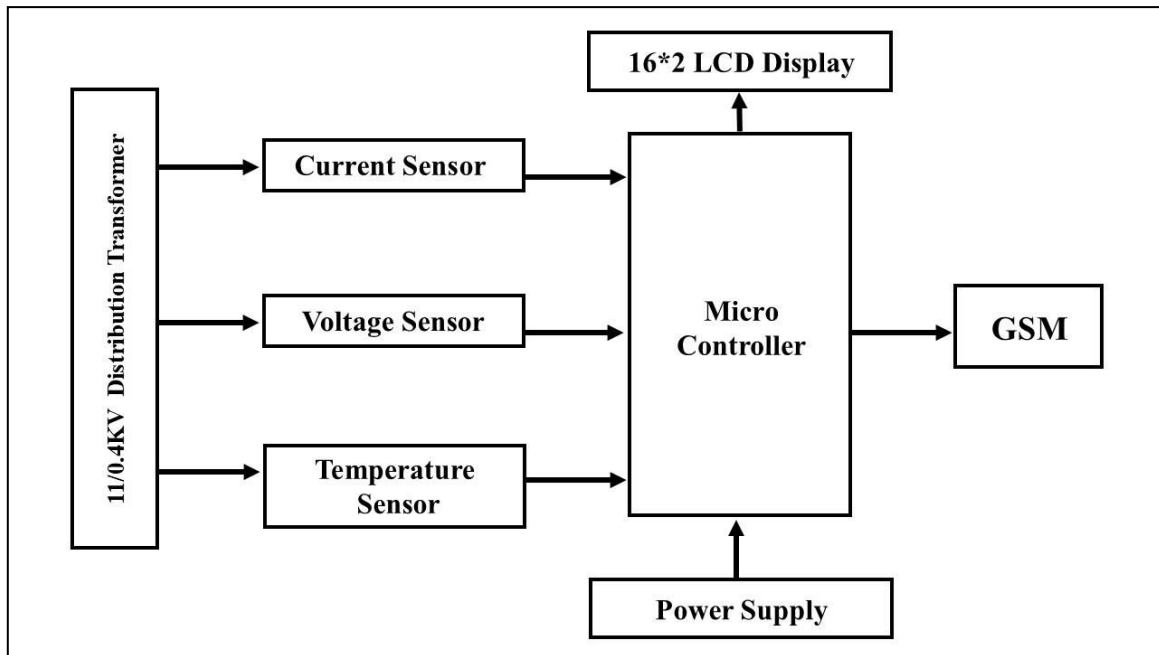 16*2 LCD Display
11/0.4KV Distribution Transformer
Current Sensor
Voltage Sensor
Temperature
Sensor
Micro
Controller
GSM
Power Supply